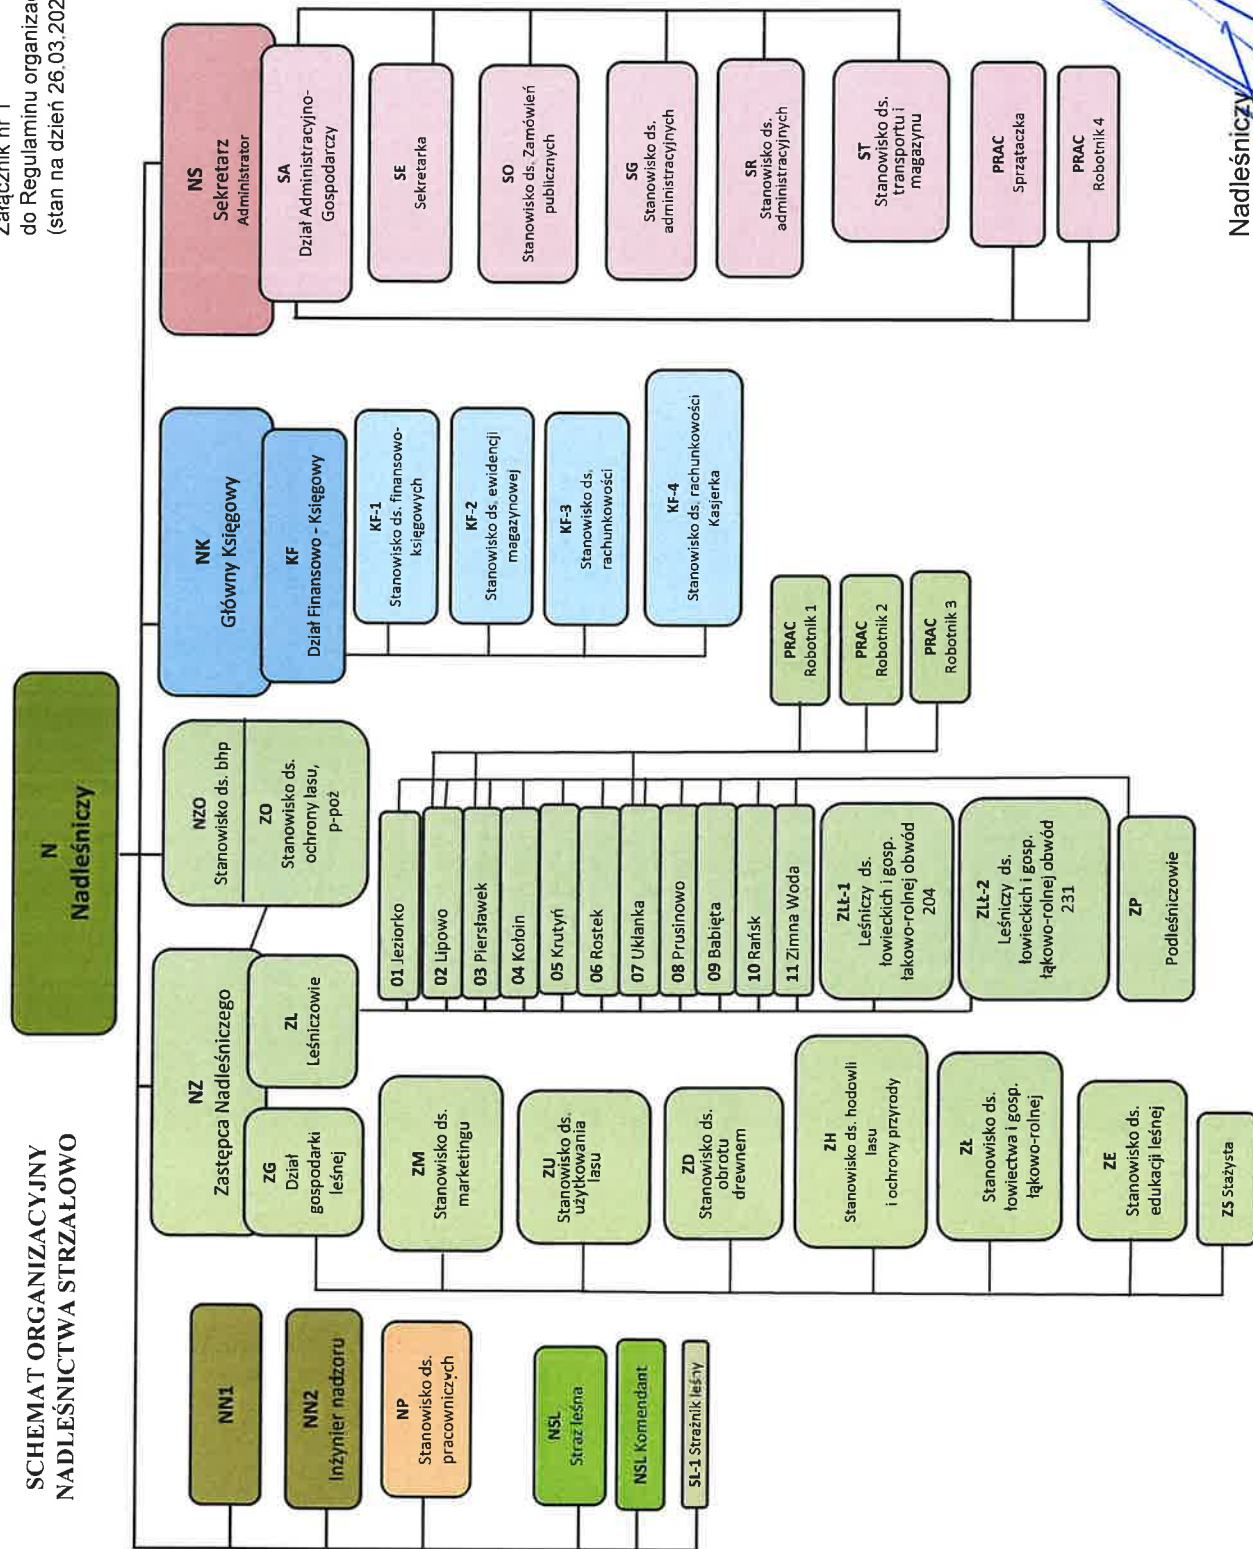 Załącznik nr 1
do Regulaminu organizac
(stan na dzień 26.03.202
SCHEMAT ORGANIZACYJNY
NADLEŚNICTWA STRZAŁOWO
N
Nadleśniczy
NN1
NN2
Inżynier nadzoru
NP
Stanowisko ds.
pracowniczych
NSL
Straż leśna
NSL Komendant
SL-1 Strażnik leśny
NZ
Zastępca Nadleśniczego
ZG
Dział
gospodarki
leśnej
ZL
Leśniczowie
ZM
Stanowisko ds.
marketingu
ZU
Stanowisko ds.
użytkowania
lasu
ZD
Stanowisko ds.
obrotu
drewnem
ZH
Stanowisko ds. hodowli
lasu
i ochrony przyrody
ZŁ
Stanowisko ds.
łowiectwa i gosp.
łąkowo-rolnej
ZE
Stanowisko ds.
edukacji leśnej
ZS Stażysta
NZO
Stanowisko ds. bhp
ZO
Stanowisko ds.
ochrony lasu,
p-poż
01 Jeziorko
02 Lipowo
03 Piersławek
04 Kołoin
05 Krutyń
06 Rostek
07 Uklanka
08 Prusinowo
09 Babięta
10 Rańsk
11 Zimna Woda
ZLŁ-1
Leśniczy ds.
łowieckich i gosp.
łakowo-rolnej obwód
204
ZLŁ-2
Leśniczy ds.
łowieckich i gosp.
łąkowo-rolnej obwód
231
ZP
Podleśniczowie
PRAC
Robotnik 1
PRAC
Robotnik 2
PRAC
Robotnik 3
NK
Główny Księgowy
KF
Dział Finansowo - Księgowy
KF-1
Stanowisko ds. finansowo-
księgowych
KF-2
Stanowisko ds. ewidencji
magazynowej
KF-3
Stanowisko ds.
rachunkowości
KF-4
Stanowisko ds. rachunkowości
Kasjerka
NS
Sekretarz
Administrator
SA
Dział Administracyjno-
Gospodarczy
SE
Sekretarka
SO
Stanowisko ds. Zamówień
publicznych
SG
Stanowisko ds.
administracyjnych
SR
Stanowisko ds.
administracyjnych
ST
Stanowisko ds.
transportu i
magazynu
PRAC
Sprzątaczka
PRAC
Robotnik 4
Nadleśniczy